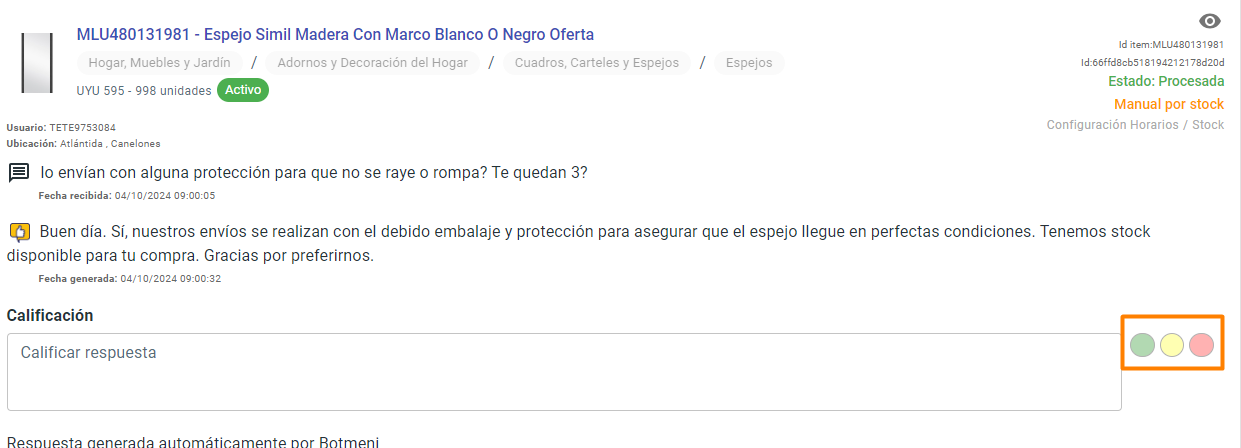 MLU480131981 - Espejo Simil Madera Con Marco Blanco O Negro Oferta
Hogar, Muebles y Jardín / Adornos y Decoración del Hogar / Cuadros, Carteles y Espejos / Espejos
UYU 595 - 998 unidades Activo
Id item:MLU480131981
Id:66ffd8cb518194212178d20d
Estado: Procesada
Manual por stock
Configuración Horarios / Stock
Usuario: TETE9753084
Ubicación: Atlántida , Canelones
lo envían con alguna protección para que no se raye o rompa? Te quedan 3?
Fecha recibida: 04/10/2024 09:00:05
Buen día. Sí, nuestros envíos se realizan con el debido embalaje y protección para asegurar que el espejo llegue en perfectas condiciones. Tenemos stock
disponible para tu compra. Gracias por preferirnos.
Fecha generada: 04/10/2024 09:00:32
Calificación
Calificar respuesta
Respuesta generada automáticamente por Botmeni